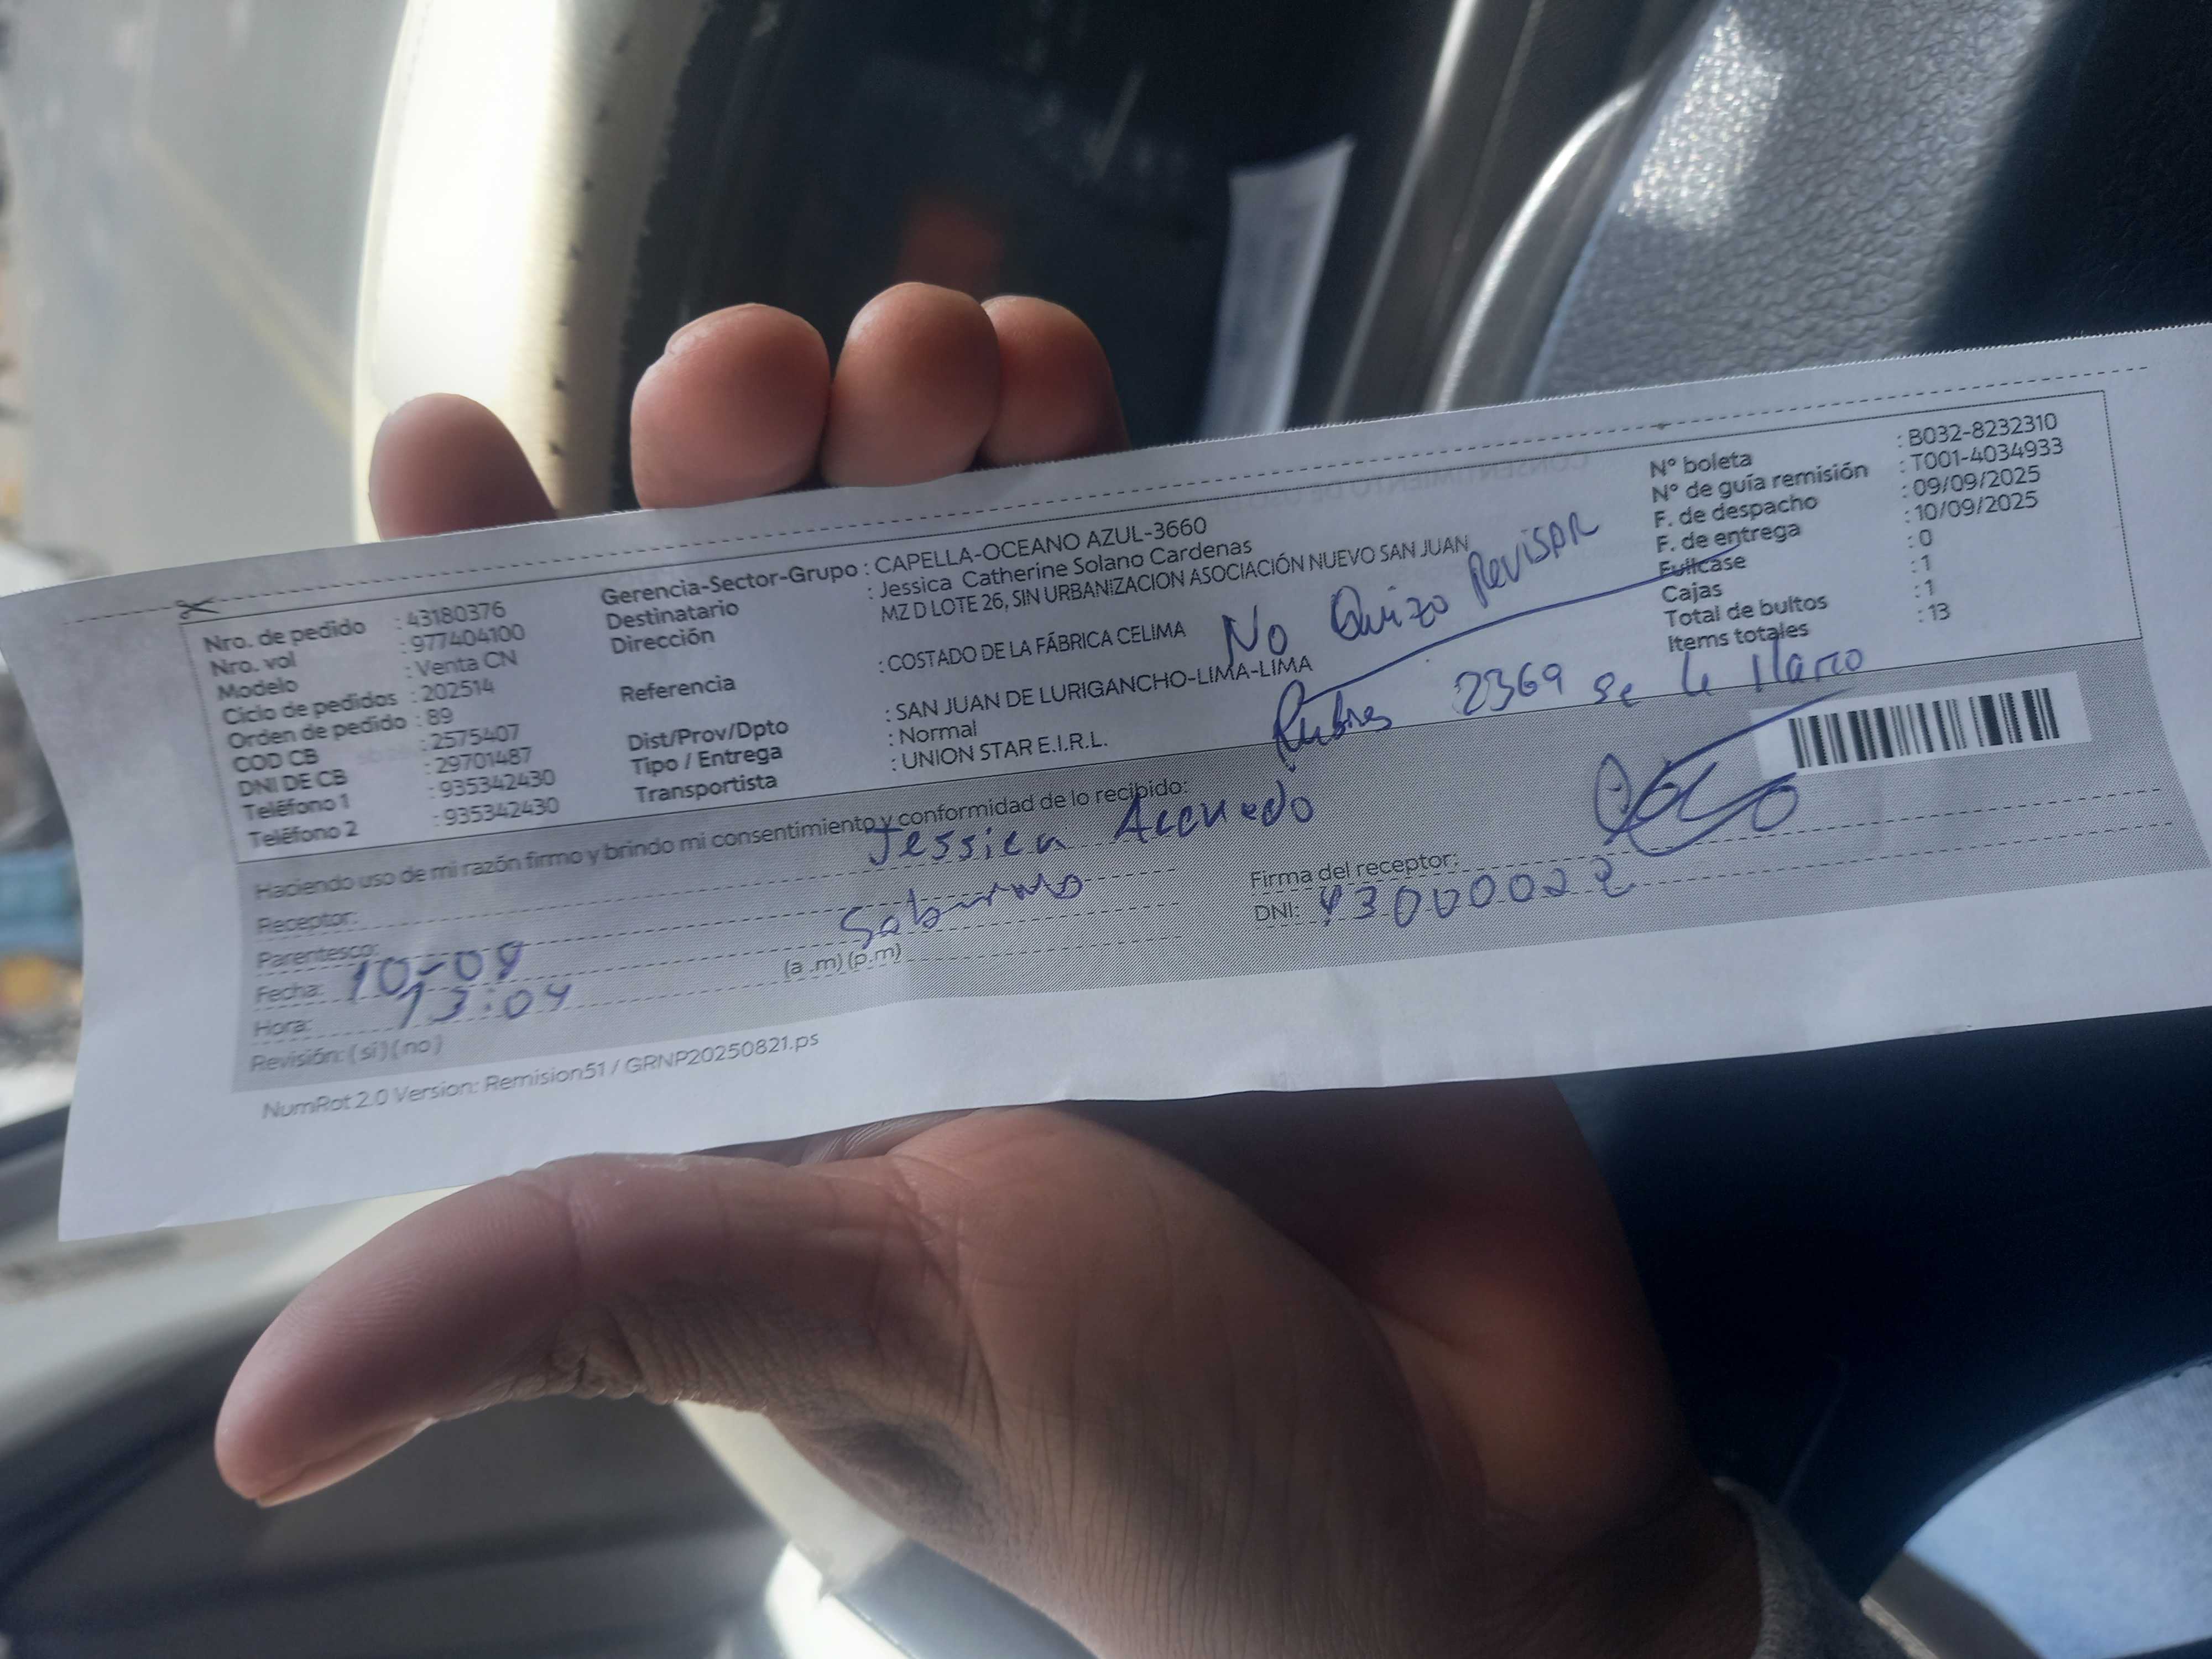 Nro. de pedido : 43180376
Nro. vol : 977404100
Modelo : Venta CN
Ciclo de pedidos : 202514
Orden de pedido : 89
COD CB : 2575407
DNI DE CB : 29701487
Teléfono 1 : 935342430
Teléfono 2 : 935342430
Gerencia-Sector-Grupo : CAPELLA-OCEANO AZUL-3660
Destinatario : Jessica Catherine Solano Cardenas
Dirección MZ D LOTE 26, SIN URBANIZACION ASOCIACIÓN NUEVO SAN JUAN
Referencia : COSTADO DE LA FÁBRICA CELIMA
Dist/Prov/Dpto : SAN JUAN DE LURIGANCHO-LIMA-LIMA
Tipo / Entrega : Normal
Transportista : UNION STAR E.I.R.L.
N° boleta : B032-8232310
N° de guía remisión : T001-4034933
F. de despacho : 09/09/2025
F. de entrega : 10/09/2025
Fullcase : 0
Cajas : 1
Total de bultos : 1
Items totales : 13
No Quizo Revisar
2369 se le llamo
Haciendo uso de mi razón firmo y brindo mi consentimiento y conformidad de lo recibido:
Receptor: Jessica Acevedo
Parentesco:
Fecha: 10-09
Hora: 13:04 (a.m) (p.m)
Revisión: ( si ) ( no )
Firma del receptor:
DNI: 43000022
NumRot 2.0 Version: Remision51 / GRNP20250821.ps